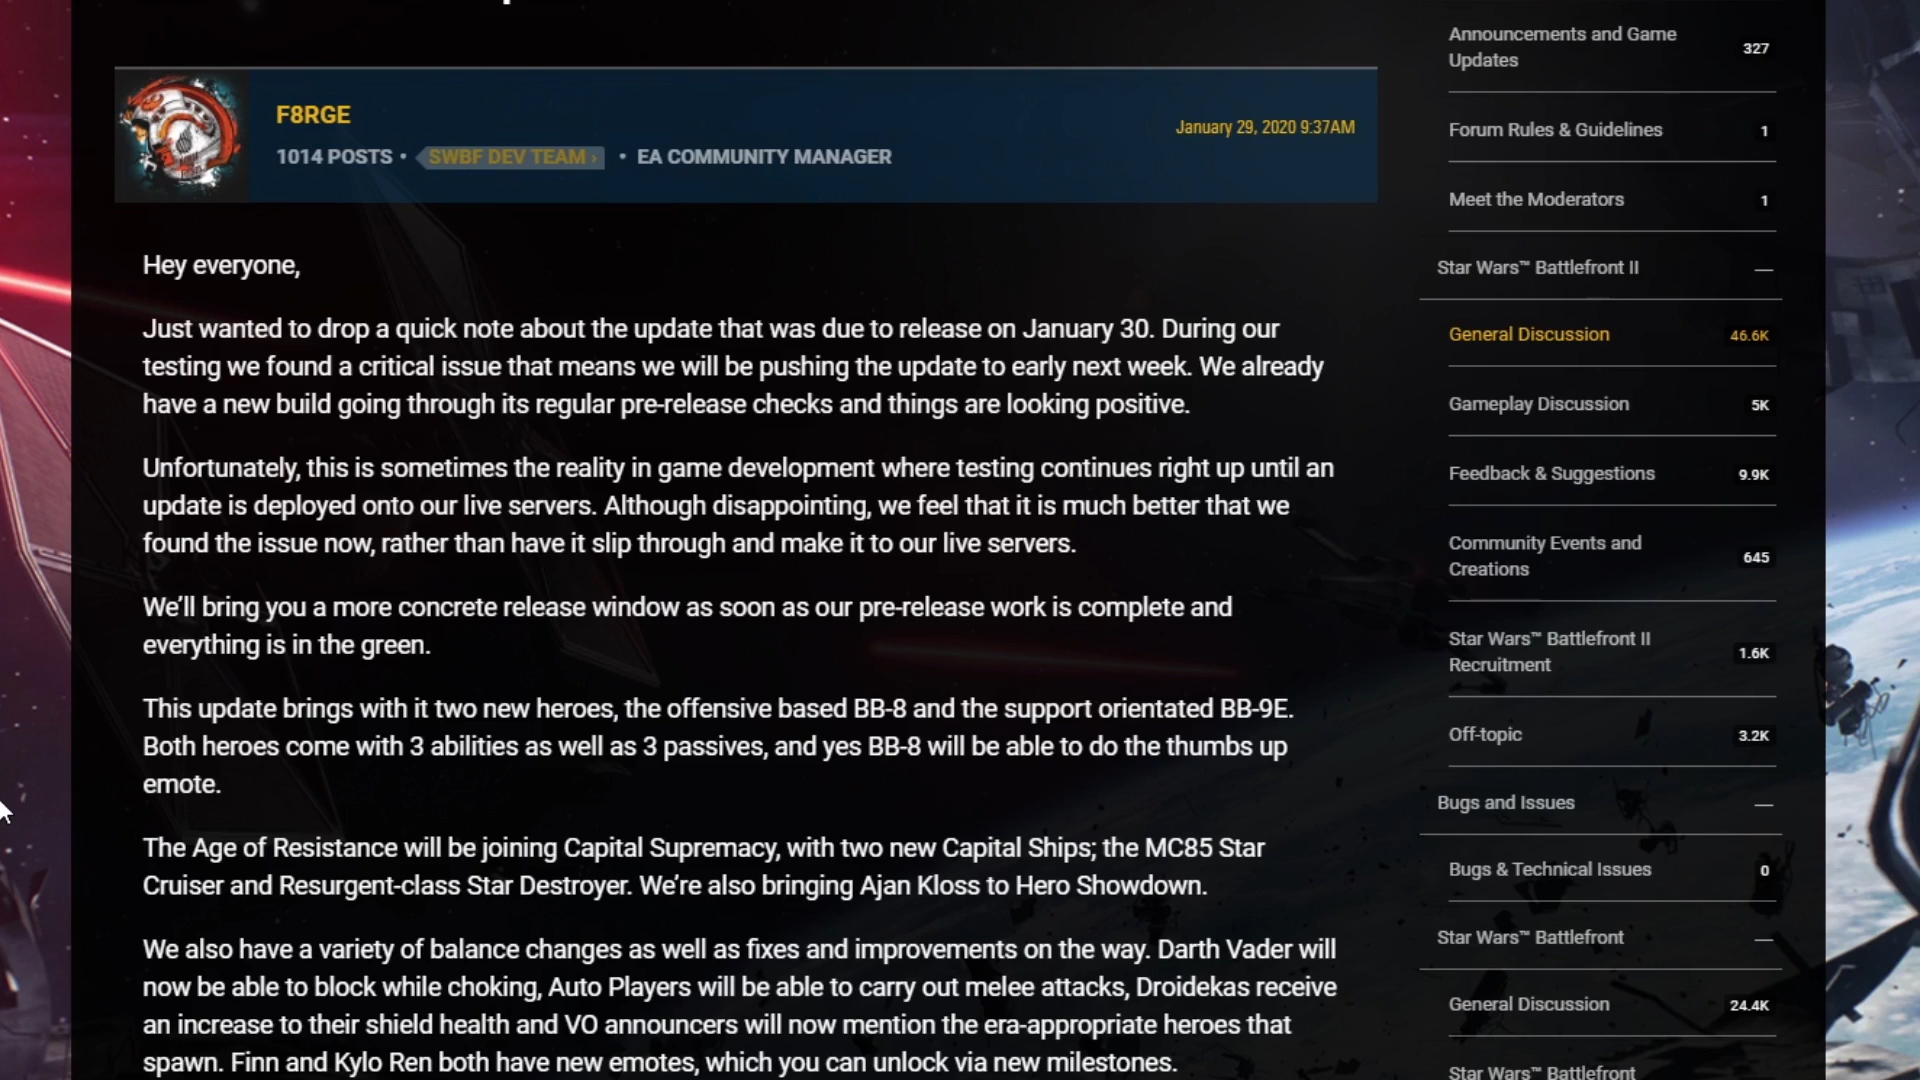 F8RGE
January 29, 2020 9:37AM
1014 POSTS • SWBF DEV TEAM › • EA COMMUNITY MANAGER
Hey everyone,
Just wanted to drop a quick note about the update that was due to release on January 30. During our
testing we found a critical issue that means we will be pushing the update to early next week. We already
have a new build going through its regular pre-release checks and things are looking positive.
Unfortunately, this is sometimes the reality in game development where testing continues right up until an
update is deployed onto our live servers. Although disappointing, we feel that it is much better that we
found the issue now, rather than have it slip through and make it to our live servers.
We’ll bring you a more concrete release window as soon as our pre-release work is complete and
everything is in the green.
This update brings with it two new heroes, the offensive based BB-8 and the support orientated BB-9E.
Both heroes come with 3 abilities as well as 3 passives, and yes BB-8 will be able to do the thumbs up
emote.
The Age of Resistance will be joining Capital Supremacy, with two new Capital Ships; the MC85 Star
Cruiser and Resurgent-class Star Destroyer. We’re also bringing Ajan Kloss to Hero Showdown.
We also have a variety of balance changes as well as fixes and improvements on the way. Darth Vader will
now be able to block while choking, Auto Players will be able to carry out melee attacks, Droidekas receive
an increase to their shield health and VO announcers will now mention the era-appropriate heroes that
spawn. Finn and Kylo Ren both have new emotes, which you can unlock via new milestones.
Announcements and Game
Updates 327
Forum Rules & Guidelines 1
Meet the Moderators 1
Star Wars™ Battlefront II —
General Discussion 46.6K
Gameplay Discussion 5K
Feedback & Suggestions 9.9K
Community Events and
Creations 645
Star Wars™ Battlefront II
Recruitment 1.6K
Off-topic 3.2K
Bugs and Issues —
Bugs & Technical Issues 0
Star Wars™ Battlefront —
General Discussion 24.4K
Star Wars™ Battlefront